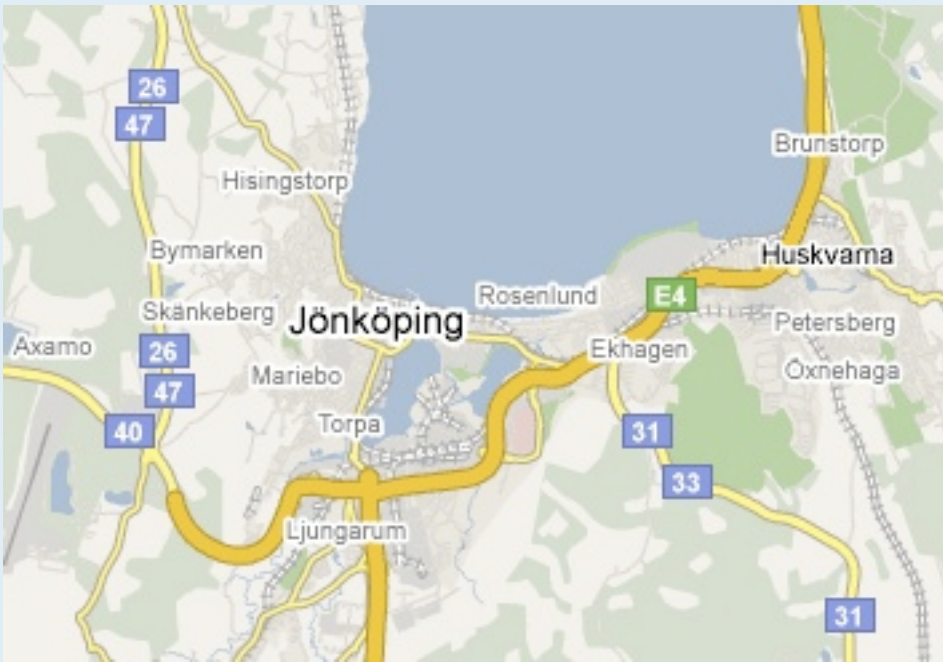 26
47
Brunstorp
Hisingstorp
Bymarken
Huskvarna
E4
Rosenlund
Skänkeberg
Jönköping
Petersberg
Axamo
26
Ekhagen
47
Mariebo
Öxnehaga
Torpa
40
31
33
Ljungarum
31